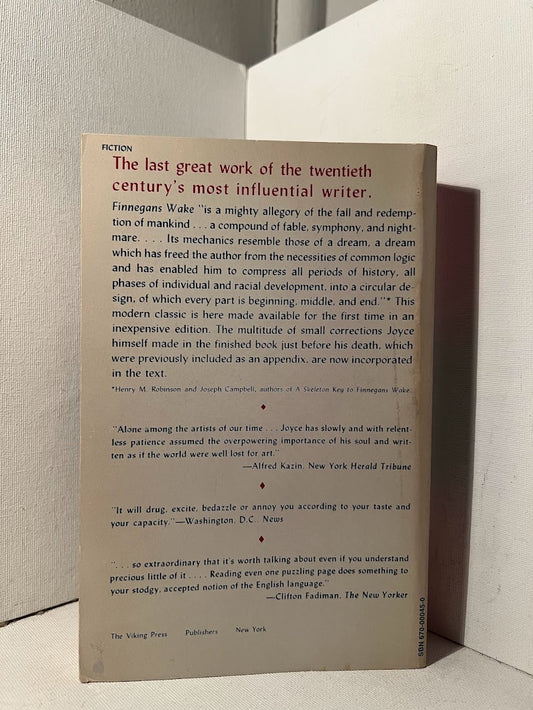 FICTION
The last great work of the twentieth
century's most influential writer.
Finnegans Wake "is a mighty allegory of the fall and redemp-
tion of mankind . . . a compound of fable, symphony, and night-
mare. . . . Its mechanics resemble those of a dream, a dream
which has freed the author from the necessities of common logic
and has enabled him to compress all periods of history, all
phases of individual and racial development, into a circular de-
sign, of which every part is beginning, middle, and end."* This
modern classic is here made available for the first time in an
inexpensive edition. The multitude of small corrections Joyce
himself made in the finished book just before his death, which
were previously included as an appendix, are now incorporated
in the text.
*Henry M. Robinson and Joseph Campbell, authors of A Skeleton Key to Finnegans Wake.
"Alone among the artists of our time . . . Joyce has slowly and with relent-
less patience assumed the overpowering importance of his soul and writ-
ten as if the world were well lost for art."
—Alfred Kazin, New York Herald Tribune
"It will drug, excite, bedazzle or annoy you according to your taste and
your capacity."—Washington, D.C., News
". . . so extraordinary that it's worth talking about even if you understand
precious little of it . . . . Reading even one puzzling page does something to
your stodgy, accepted notion of the English language."
—Clifton Fadiman, The New Yorker
The Viking Press Publishers New York
SBN 670-00045-0